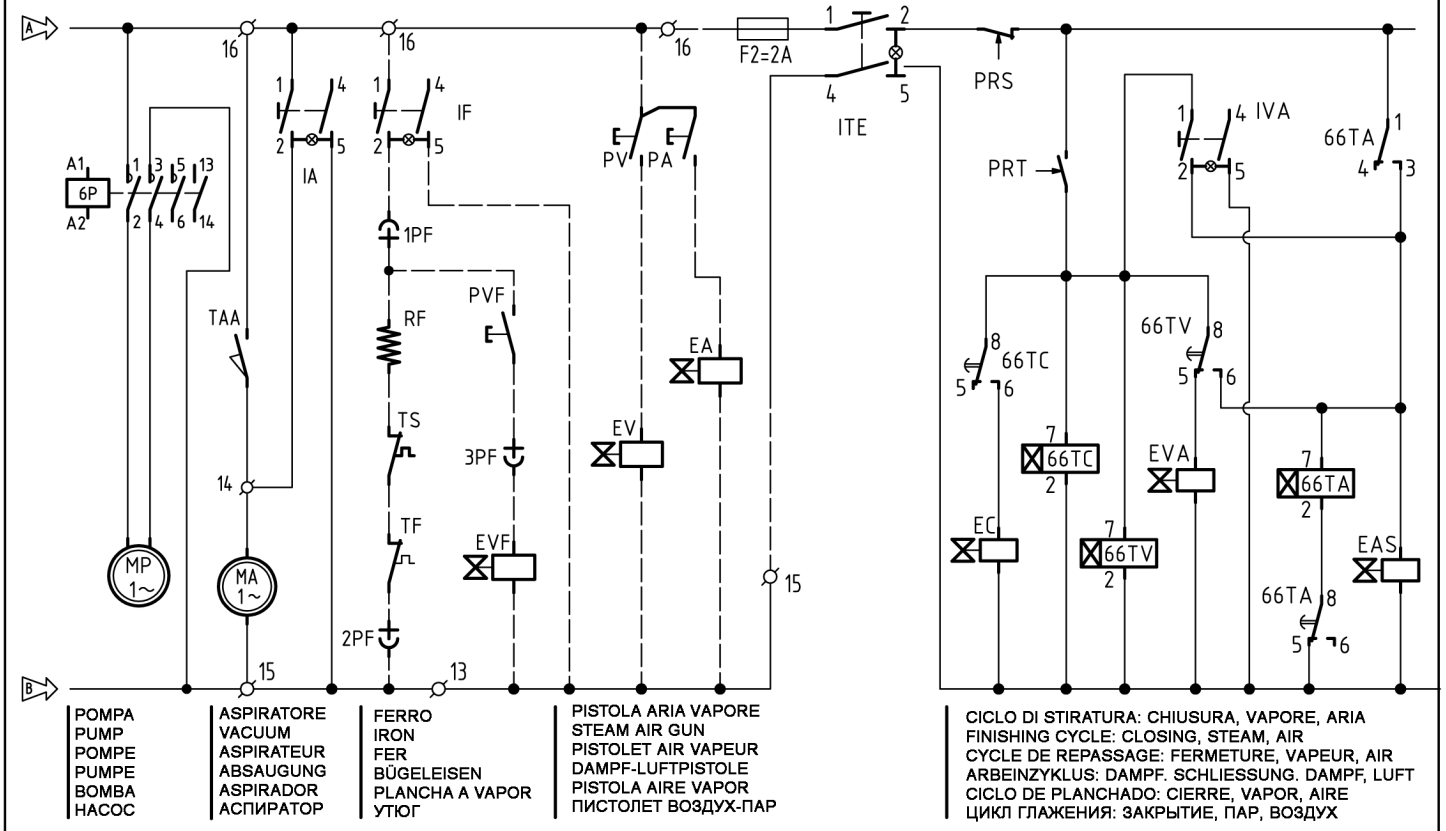 A
16
16
16
F2=2A
1
2
4
5
ITE
PRS
1
4
2
5
IA
1
4
2
5
IF
PV
PA
PRT
1
4
IVA
2
5
66TA
1
4
3
A1
6P
A2
1
3
5
13
2
4
6
14
1PF
TAA
RF
PVF
EA
66TC
8
5
6
66TV
8
5
6
TS
3PF
EV
7
66TC
2
EVA
7
66TA
2
14
TF
EVF
EC
7
66TV
2
EAS
MP
1~
MA
1~
15
66TA
8
5
6
2PF
B
15
13
POMPA
PUMP
POMPE
PUMPE
BOMBA
НАСОС
ASPIRATORE
VACUUM
ASPIRATEUR
ABSAUGUNG
ASPIRADOR
АСПИРАТОР
FERRO
IRON
FER
BÜGELEISEN
PLANCHA A VAPOR
УТЮГ
PISTOLA ARIA VAPORE
STEAM AIR GUN
PISTOLET AIR VAPEUR
DAMPF-LUFTPISTOLE
PISTOLA AIRE VAPOR
ПИСТОЛЕТ ВОЗДУХ-ПАР
CICLO DI STIRATURA: CHIUSURA, VAPORE, ARIA
FINISHING CYCLE: CLOSING, STEAM, AIR
CYCLE DE REPASSAGE: FERMETURE, VAPEUR, AIR
ARBEINZYKLUS: DAMPF. SCHLIESSUNG. DAMPF, LUFT
CICLO DE PLANCHADO: CIERRE, VAPOR, AIRE
ЦИКЛ ГЛАЖЕНИЯ: ЗАКРЫТИЕ, ПАР, ВОЗДУХ